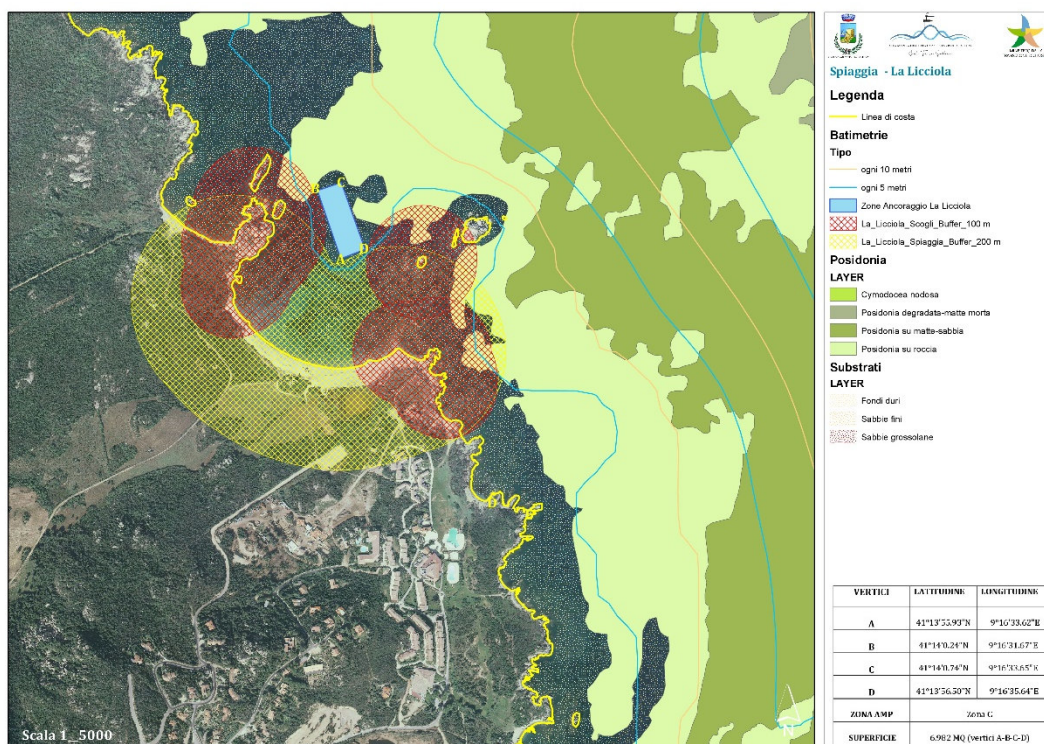 Spiaggia - La Licciola
Legenda
Linea di costa
Batimetrie
Tipo
ogni 10 metri
ogni 5 metri
Zone Ancoraggio La Licciola
La_Licciola_Scogli_Buffer_100 m
La_Licciola_Spiaggia_Buffer_200 m
Posidonia
LAYER
Cymodocea nodosa
Posidonia degradata-matte morta
Posidonia su matte-sabbia
Posidonia su roccia
Substrati
LAYER
Fondi duri
Sabbie fini
Sabbie grossolane
B C
A D
N
Scala 1_5000
VERTICI LATITUDINE LONGITUDINE
A 41°13'55.93"N 9°16'33.62"E
B 41°14'0.24"N 9°16'31.67"E
C 41°14'0.74"N 9°16'33.65"E
D 41°13'56.50"N 9°16'35.64"E
ZONA AMP Zona C
SUPERFICIE 6.982 MQ (vertici A-B-C-D)